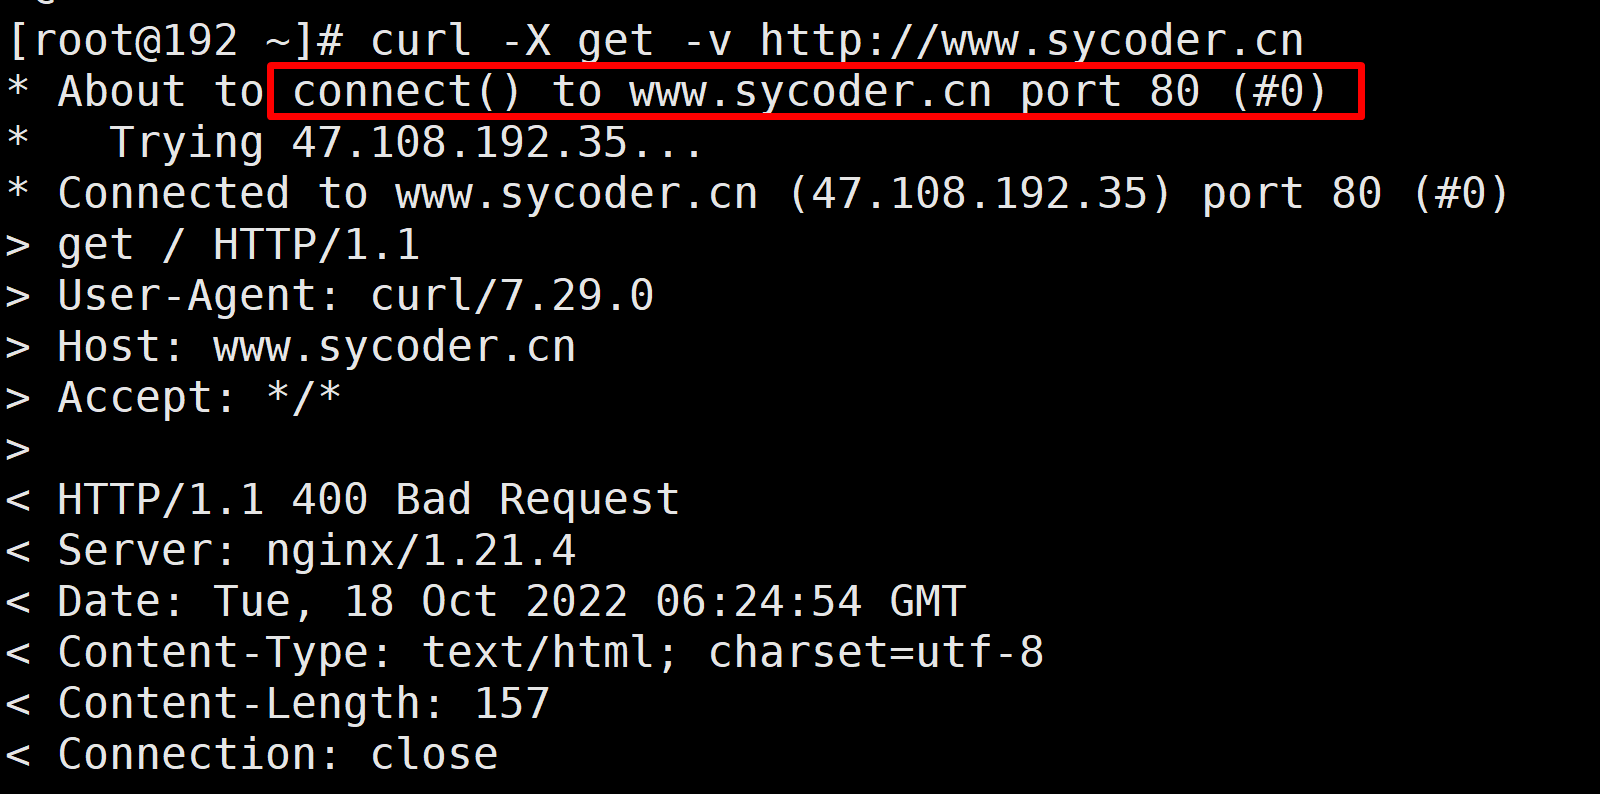 [root@192 ~]# curl -X get -v http://www.sycoder.cn
* About to connect() to www.sycoder.cn port 80 (#0)
*   Trying 47.108.192.35...
* Connected to www.sycoder.cn (47.108.192.35) port 80 (#0)
> get / HTTP/1.1
> User-Agent: curl/7.29.0
> Host: www.sycoder.cn
> Accept: */*
>
< HTTP/1.1 400 Bad Request
< Server: nginx/1.21.4
< Date: Tue, 18 Oct 2022 06:24:54 GMT
< Content-Type: text/html; charset=utf-8
< Content-Length: 157
< Connection: close